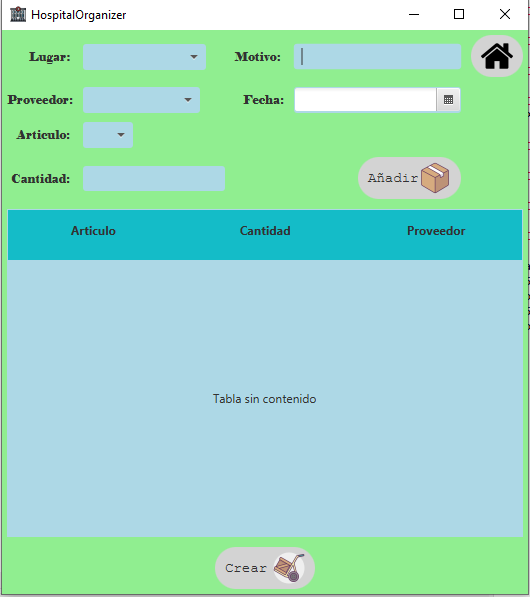 HospitalOrganizer
Lugar: Motivo:
Proveedor: Fecha:
Articulo:
Cantidad: Añadir
Artículo Cantidad Proveedor
Tabla sin contenido
Crear